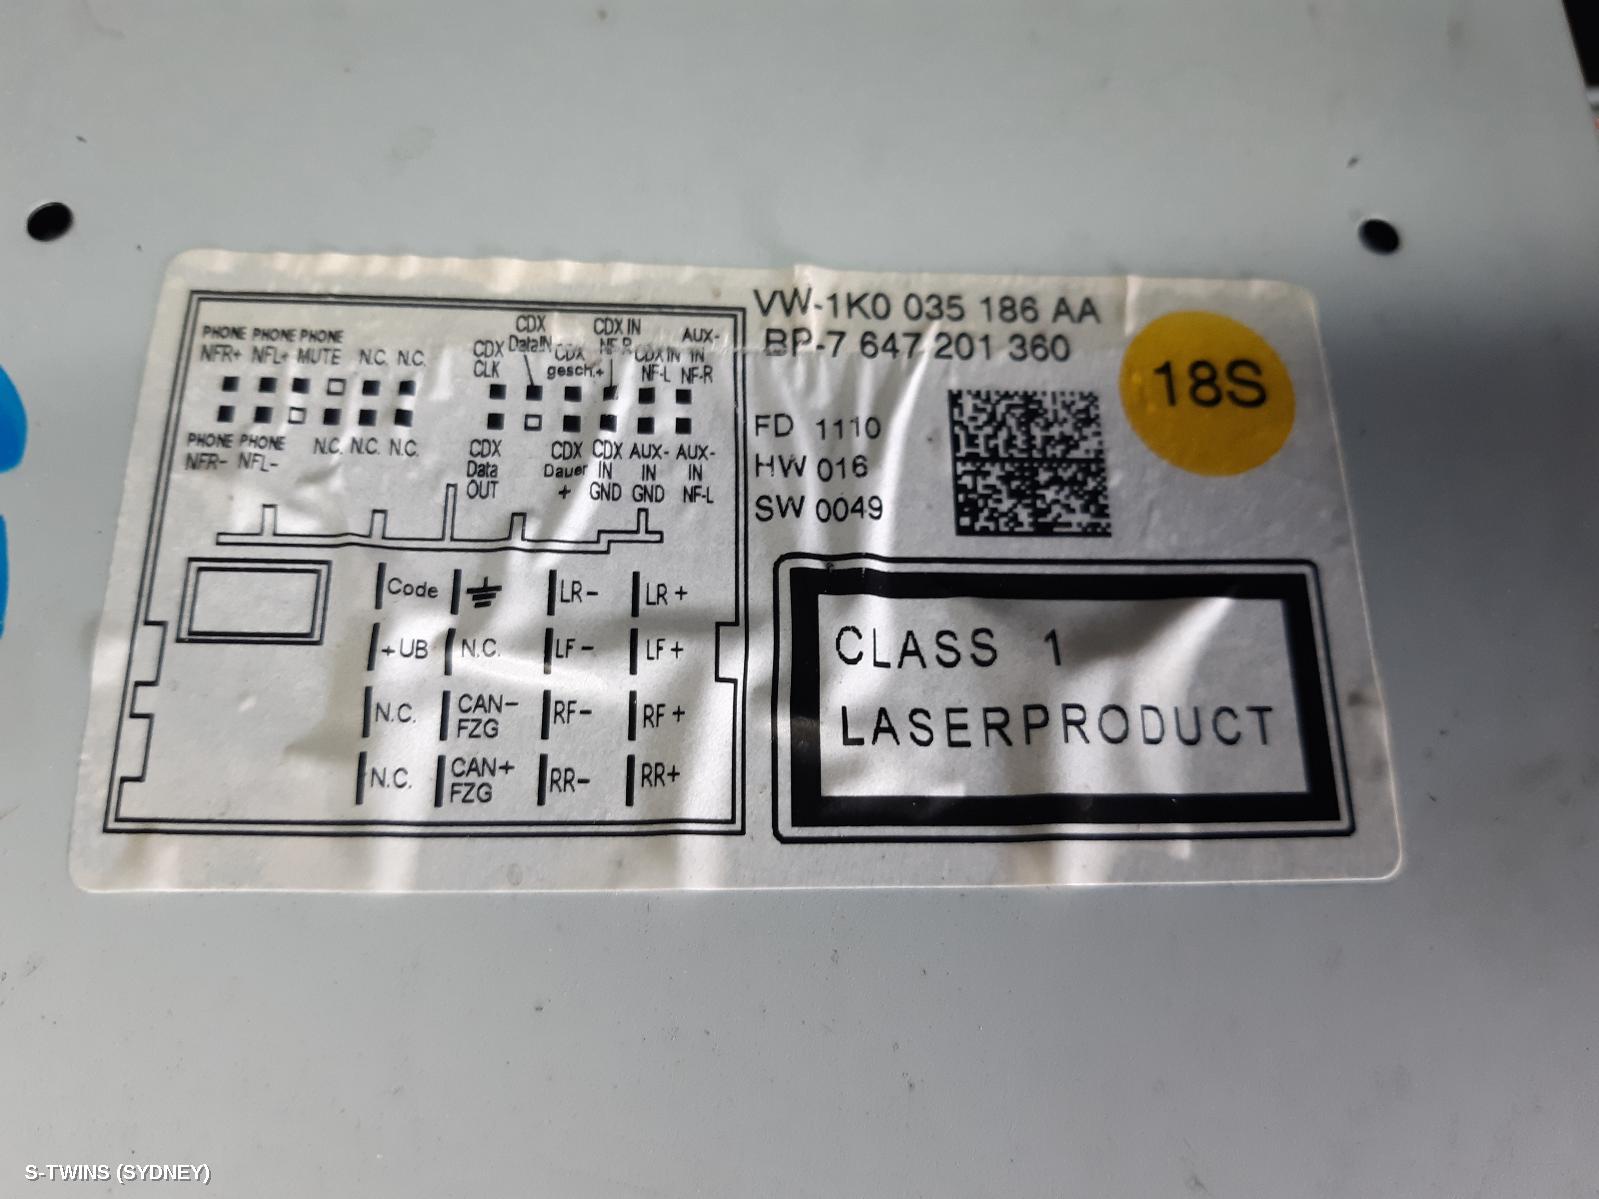 VW-1K0 035 186 AA
BP-7 647 201 360
18S
FD 1110
HW 016
SW 0049
PHONE PHONE PHONE
NFR+ NFL+ MUTE N.C. N.C.
PHONE PHONE
NFR- NFL- N.C. N.C. N.C.
CDX
CLK
CDX
DataIN
CDX
gesch.+
CDX IN
NF-R
CDX IN
NF-L
AUX-
IN
NF-R
CDX
Data
OUT
CDX
Dauer
+
CDX
IN
GND
AUX-
IN
GND
AUX-
IN
NF-L
Code LR- LR+
+UB N.C. LF- LF+
N.C. CAN-
FZG RF- RF+
N.C. CAN+
FZG RR- RR+
CLASS 1
LASERPRODUCT
S-TWINS (SYDNEY)